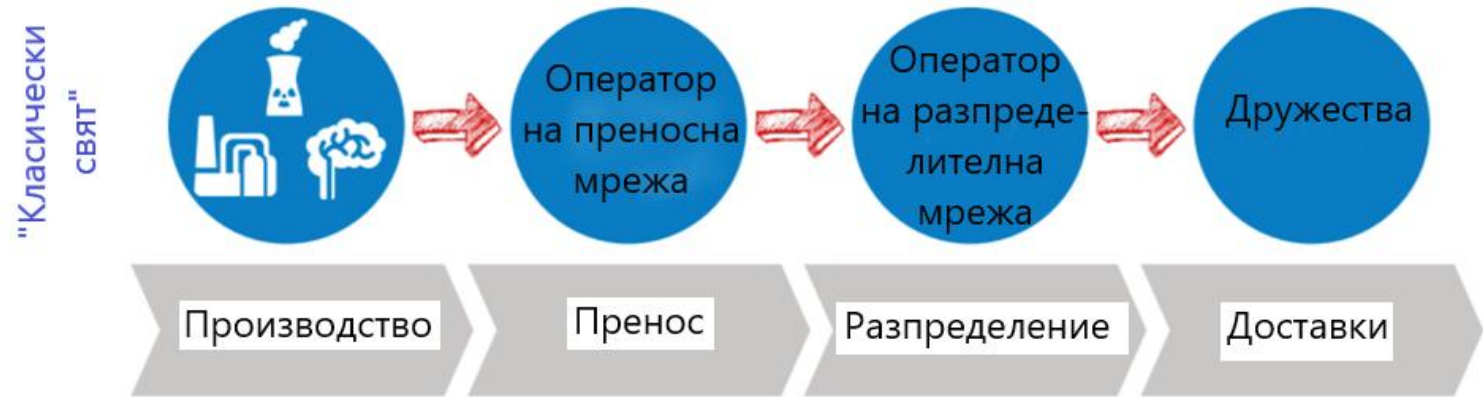 "Класически
свят"
Оператор
на преносна
мрежа
Оператор
на разпреде-
лителна
мрежа
Дружества
Производство
Пренос
Разпределение
Доставки